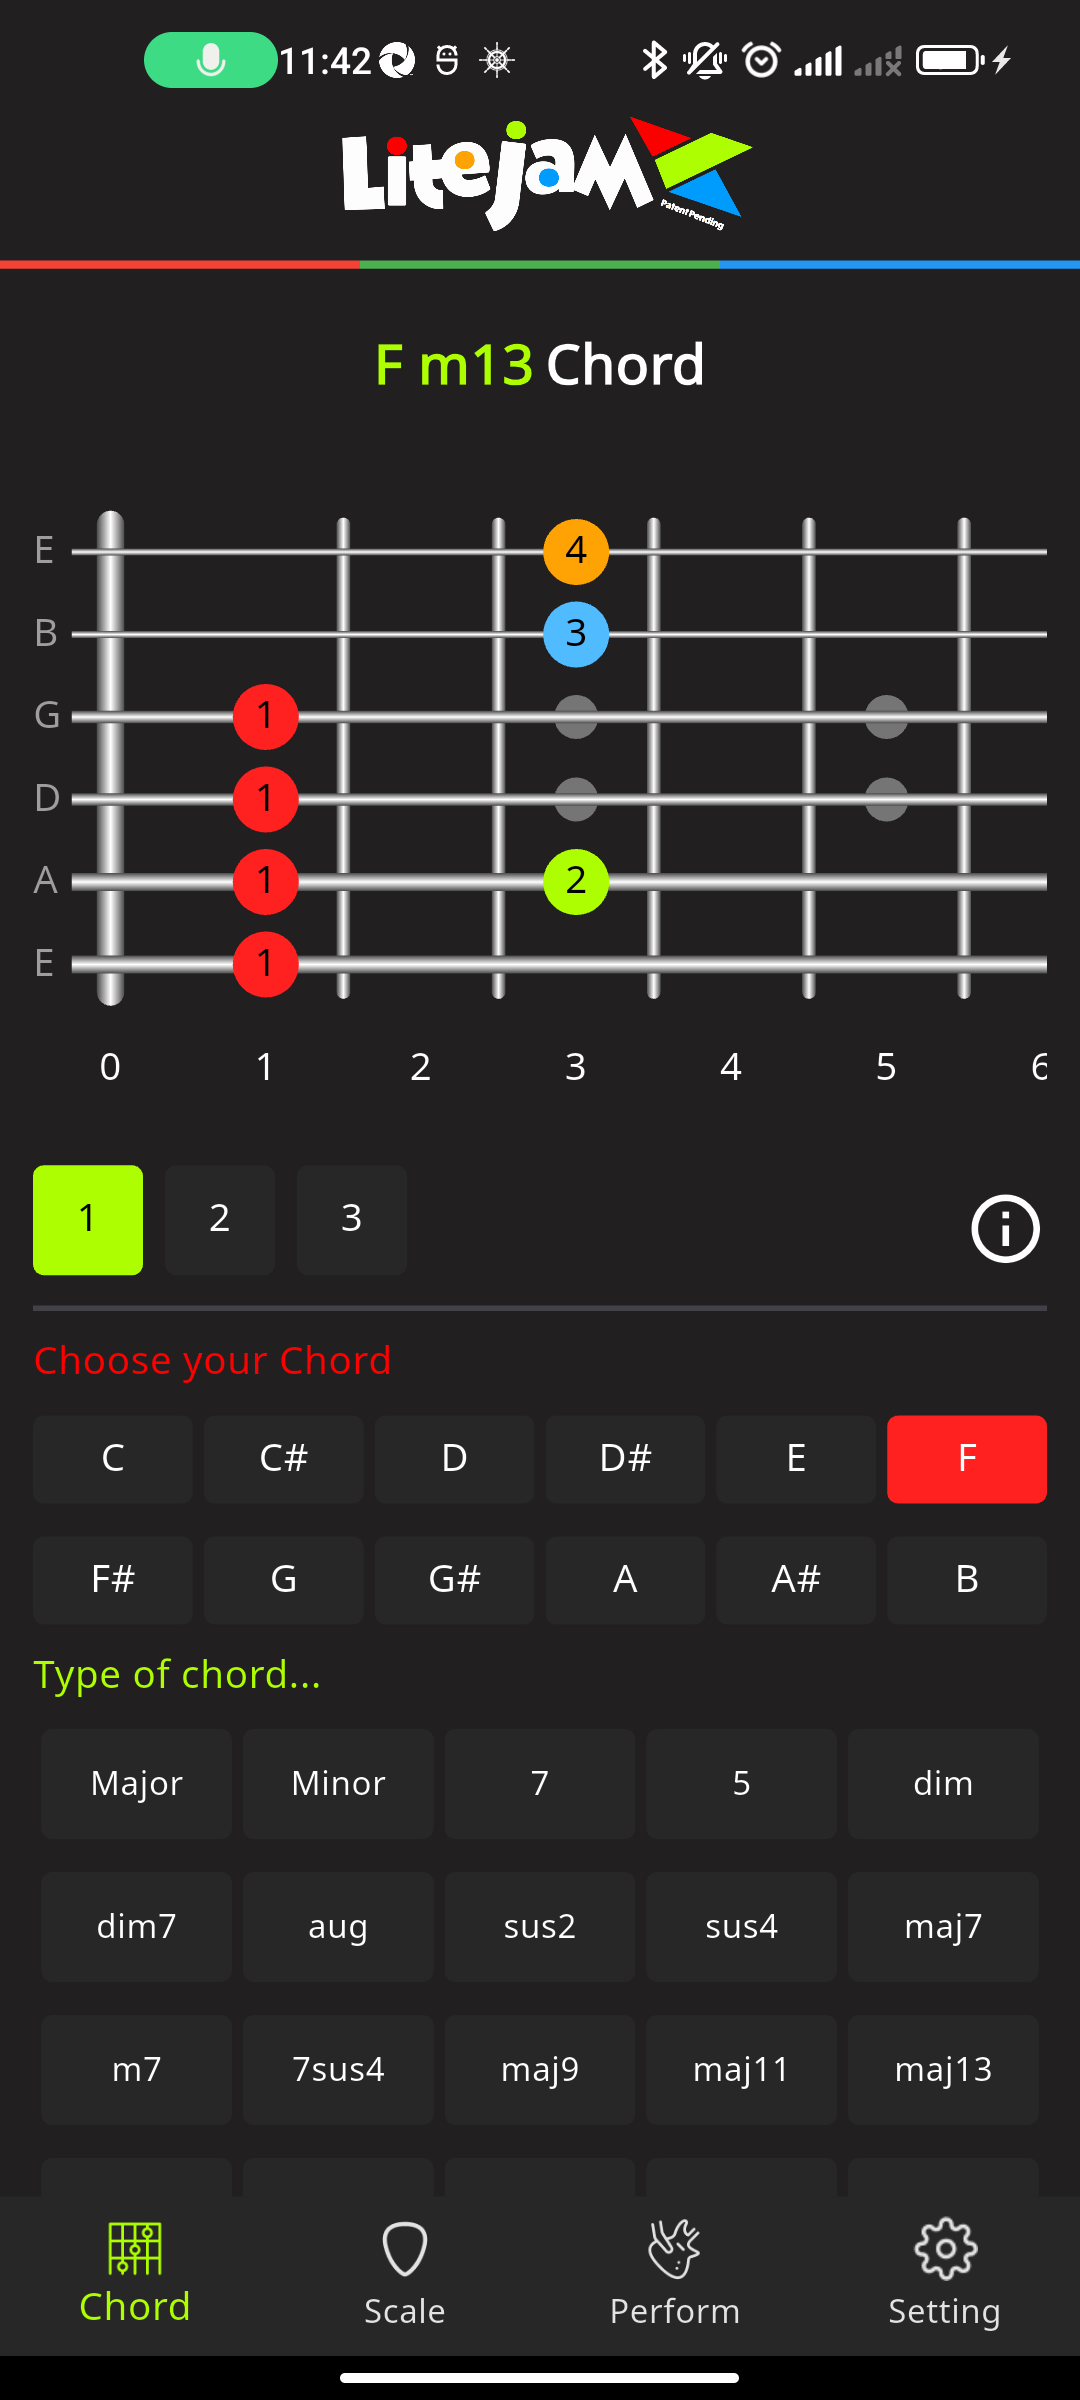 11:42
LitejaM
Patent Pending
F m13 Chord
E 4
B 3
G 1
D 1
A 1 2
E 1
0 1 2 3 4 5 6
1 2 3
Choose your Chord
C C# D D# E F
F# G G# A A# B
Type of chord...
Major Minor 7 5 dim
dim7 aug sus2 sus4 maj7
m7 7sus4 maj9 maj11 maj13
Chord Scale Perform Setting